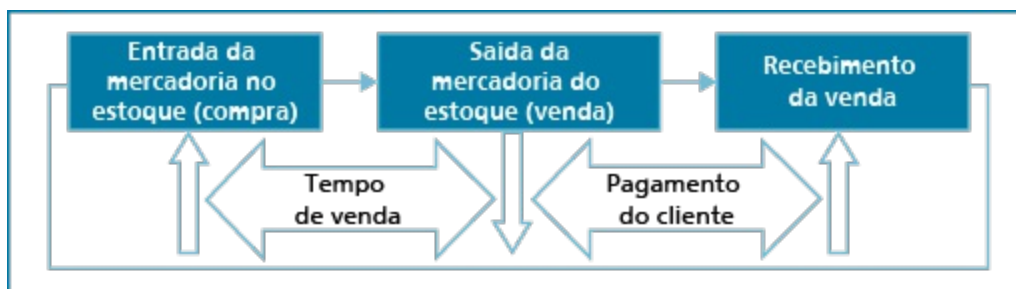 Entrada da
mercadoria no
estoque (compra)
Saida da
mercadoria do
estoque (venda)
Recebimento
da venda
Tempo
de venda
Pagamento
do cliente